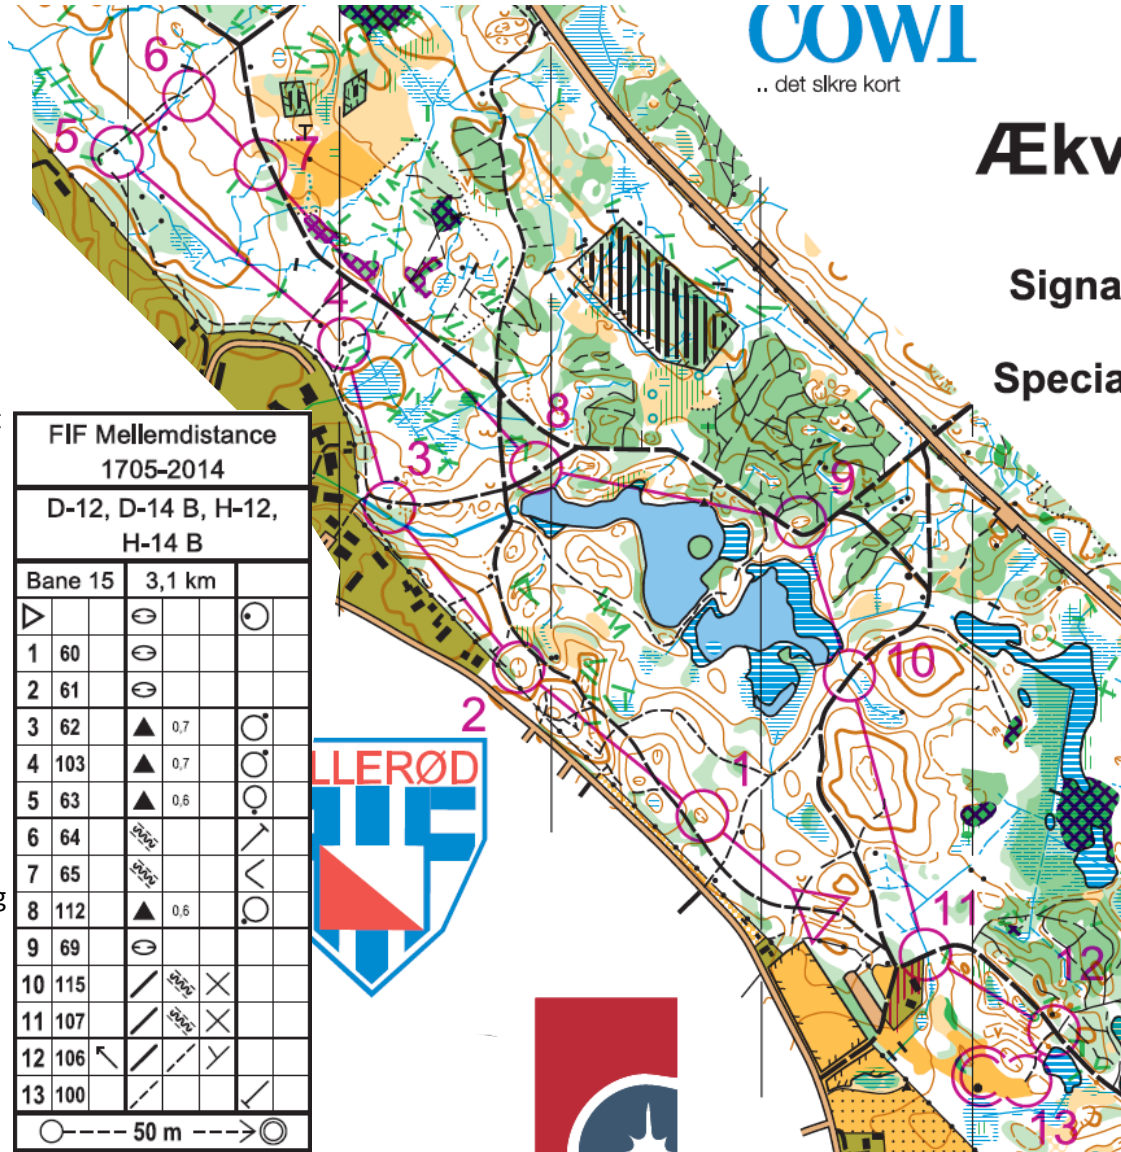 COWI
.. det slkre kort
Ækv
Signa
Specia
6
5
7
4
8
3
9
2
10
1
11
12
13
LLERØD
FIF Mellemdistance
1705-2014
D-12, D-14 B, H-12,
H-14 B
Bane 15 3,1 km
1 60
2 61
3 62 0,7
4 103 0,7
5 63 0,6
6 64
7 65
8 112 0,6
9 69
10 115
11 107
12 106
13 100
50 m
g